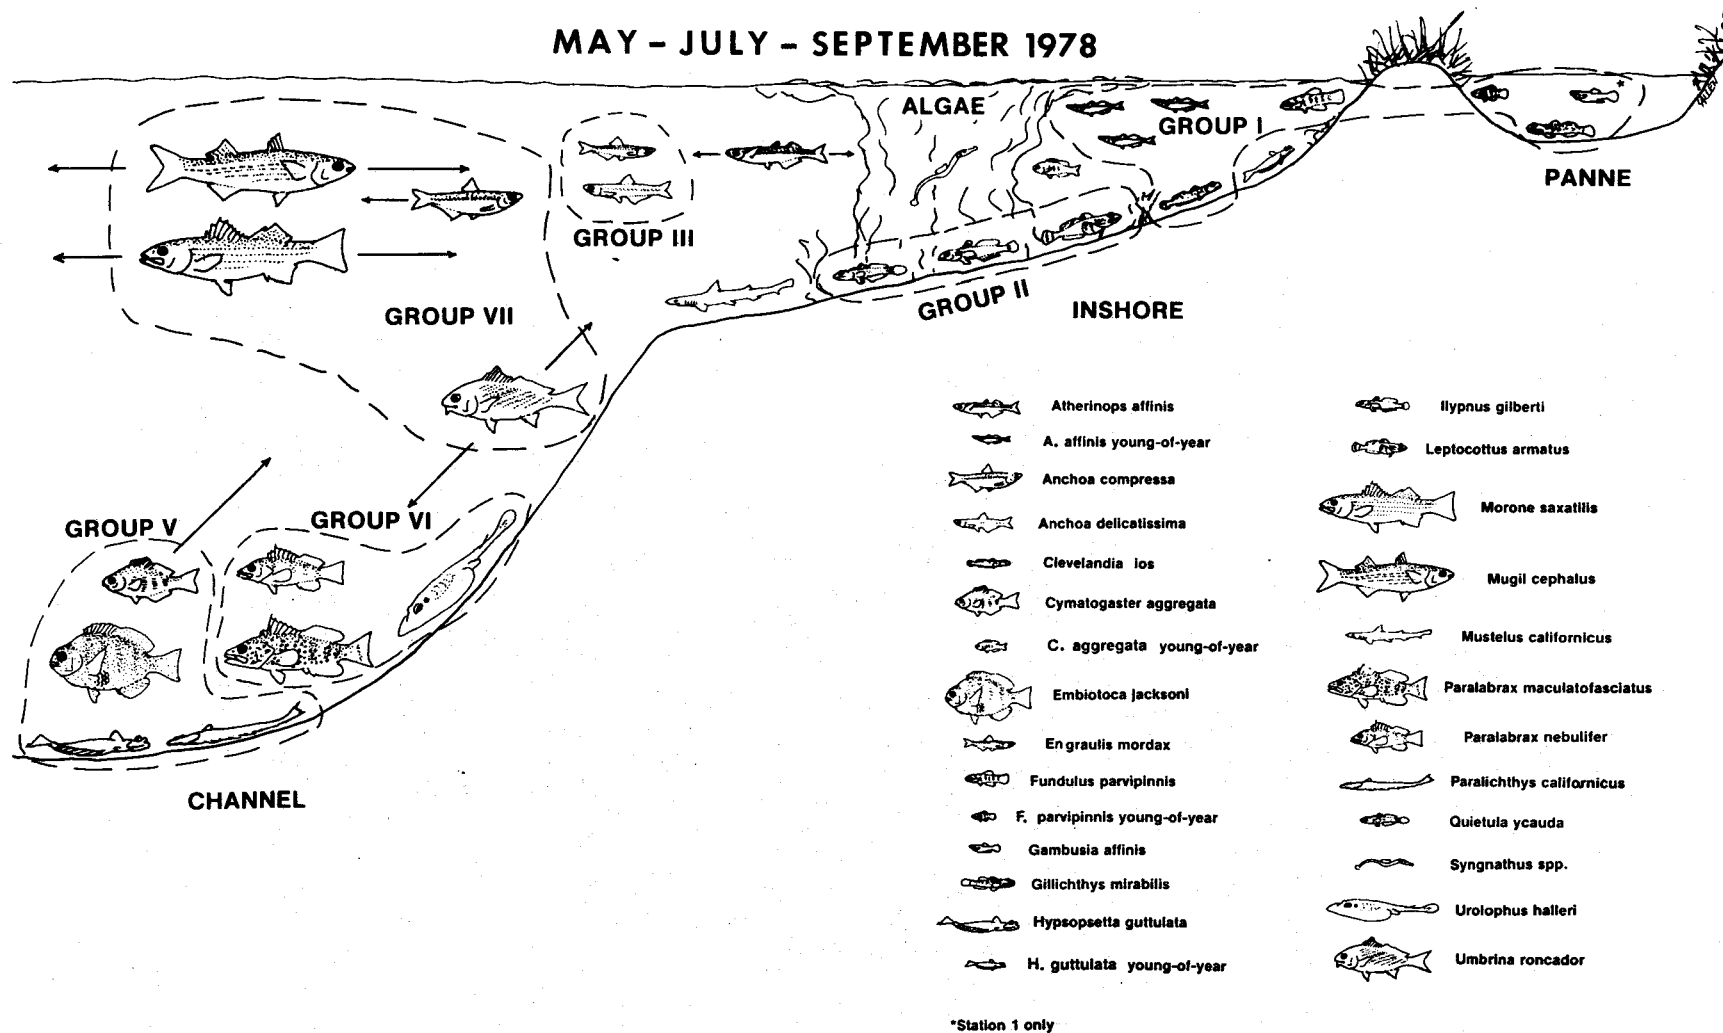 MAY – JULY – SEPTEMBER 1978
ALGAE
GROUP I
PANNE
GROUP III
GROUP VII
GROUP II
INSHORE
GROUP V
GROUP VI
CHANNEL
ALLEN
Atherinops affinis
A. affinis young-of-year
Anchoa compressa
Anchoa delicatissima
Clevelandia ios
Cymatogaster aggregata
C. aggregata young-of-year
Embiotoca jacksoni
Engraulis mordax
Fundulus parvipinnis
F. parvipinnis young-of-year
Gambusia affinis
Gillichthys mirabilis
Hypsopsetta guttulata
H. guttulata young-of-year
Ilypnus gilberti
Leptocottus armatus
Morone saxatilis
Mugil cephalus
Mustelus californicus
Paralabrax maculatofasciatus
Paralabrax nebulifer
Paralichthys californicus
Quietula ycauda
Syngnathus spp.
Urolophus halleri
Umbrina roncador
*Station 1 only